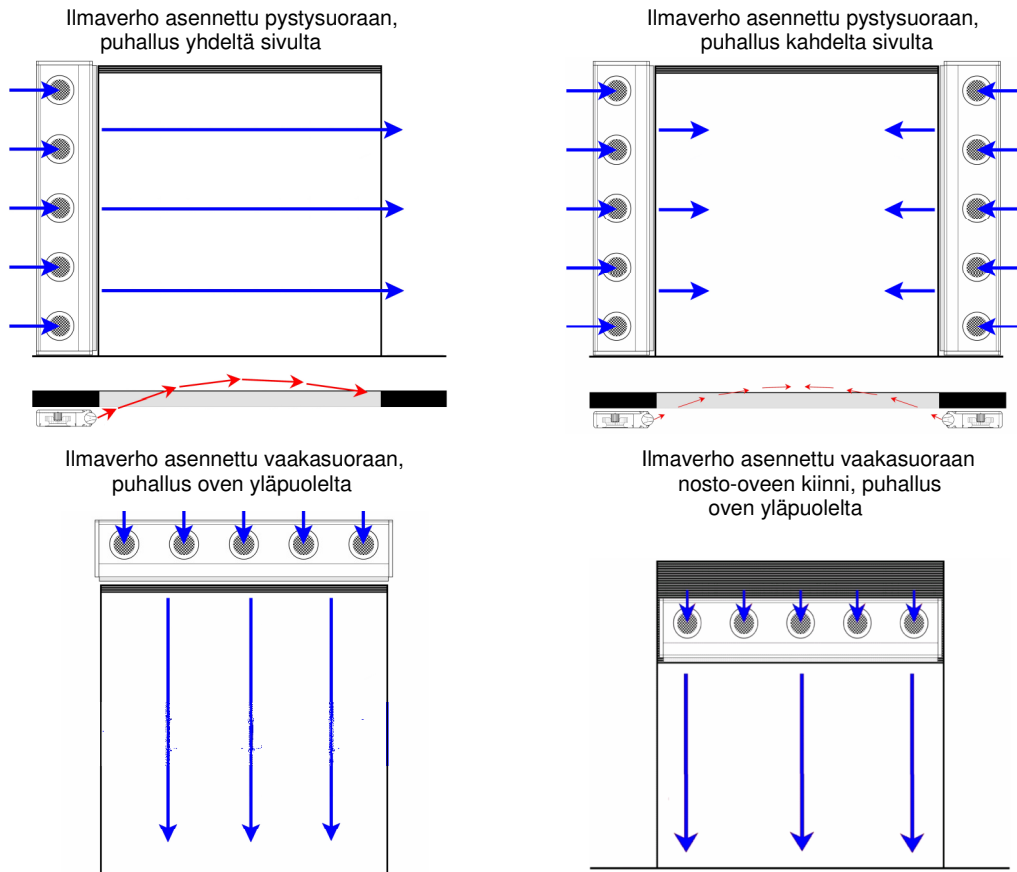 Ilmaverho asennettu pystysuoraan,
puhallus yhdeltä sivulta
Ilmaverho asennettu pystysuoraan,
puhallus kahdelta sivulta
Ilmaverho asennettu vaakasuoraan,
puhallus oven yläpuolelta
Ilmaverho asennettu vaakasuoraan
nosto-oveen kiinni, puhallus
oven yläpuolelta